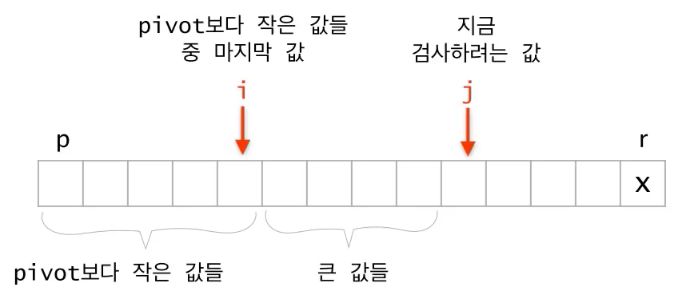 pivot보다 작은 값들
중 마지막 값
지금
검사하려는 값
i
j
p
r
x
pivot보다 작은 값들
큰 값들